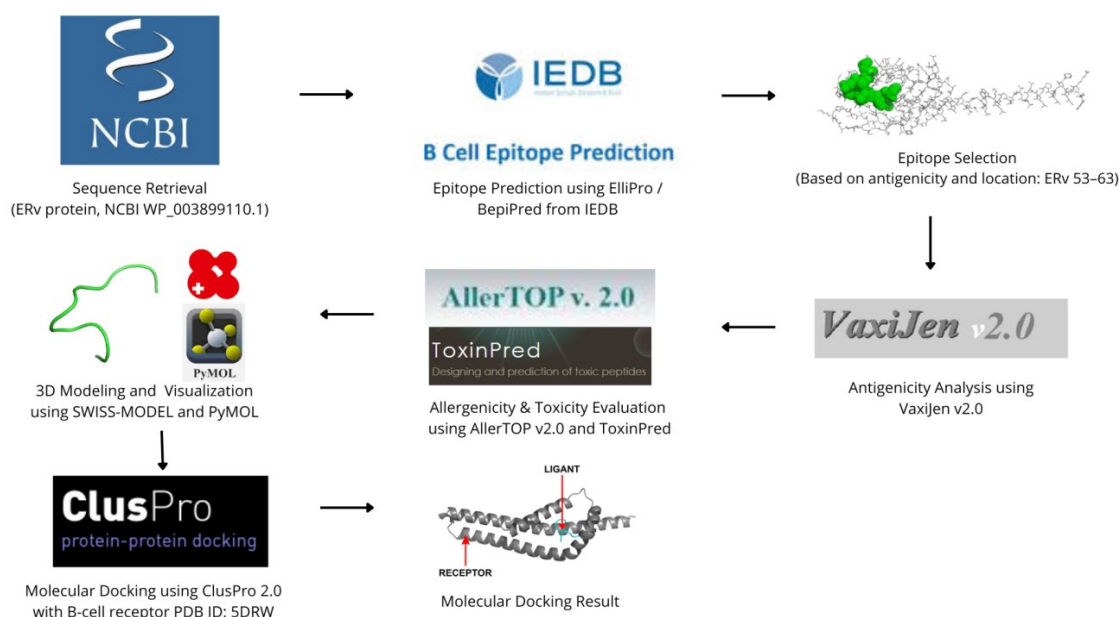 NCBI
Sequence Retrieval
(ERv protein, NCBI WP_003899110.1)
IEDB
B Cell Epitope Prediction
Epitope Prediction using ElliPro /
BepiPred from IEDB
Epitope Selection
(Based on antigenicity and location: ERv 53–63)
VaxiJen v2.0
Antigenicity Analysis using
VaxiJen v2.0
AllerTOP v. 2.0
ToxinPred
Designing and prediction of toxic peptides
Allergenicity & Toxicity Evaluation
using AllerTOP v2.0 and ToxinPred
PyMOL
3D Modeling and Visualization
using SWISS-MODEL and PyMOL
ClusPro
protein-protein docking
Molecular Docking using ClusPro 2.0
with B-cell receptor PDB ID: 5DRW
LIGANT
RECEPTOR
Molecular Docking Result